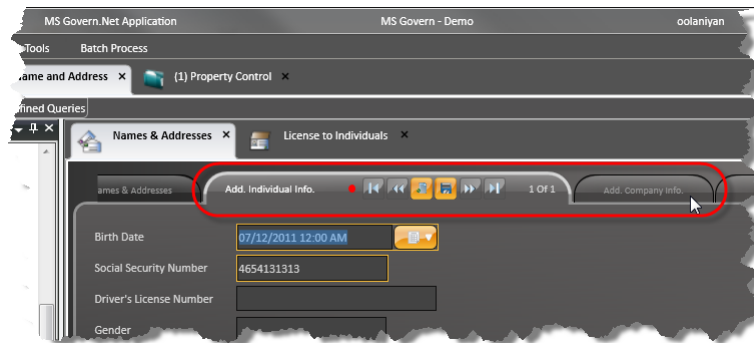 MS Govern.Net Application MS Govern - Demo oolaniyan
Tools Batch Process
ame and Address × (1) Property Control ×
fined Queries
Names & Addresses × License to Individuals ×
ames & Addresses Add. Individual Info. 1 Of 1 Add. Company Info.
Birth Date 07/12/2011 12:00 AM
Social Security Number 4654131313
Driver's License Number
Gender